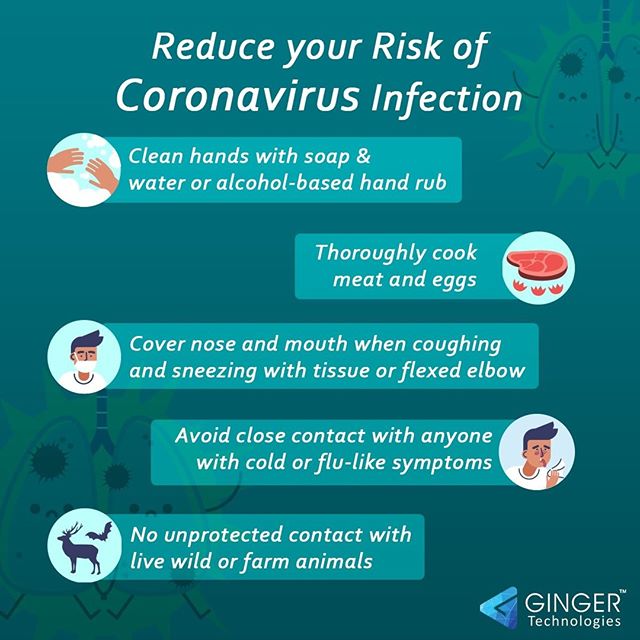 Reduce your Risk of
Coronavirus Infection
Clean hands with soap &
water or alcohol-based hand rub
Thoroughly cook
meat and eggs
Cover nose and mouth when coughing
and sneezing with tissue or flexed elbow
Avoid close contact with anyone
with cold or flu-like symptoms
No unprotected contact with
live wild or farm animals
GINGER™
Technologies